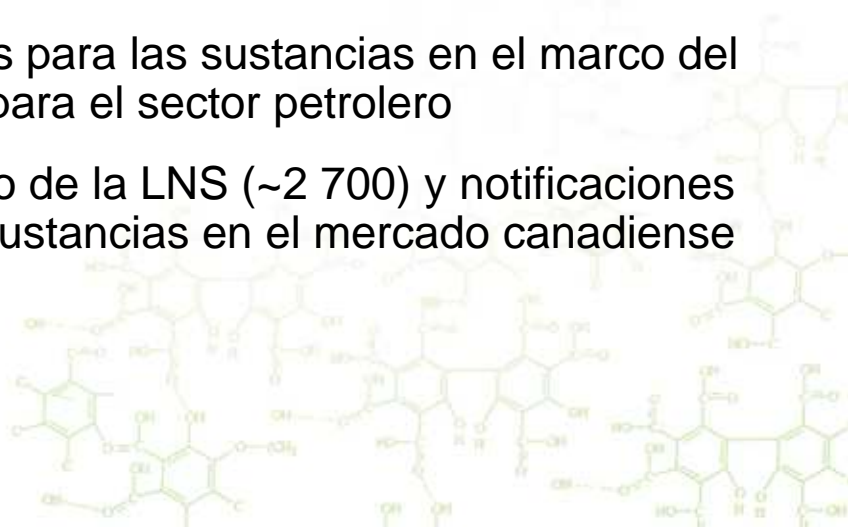 s para las sustancias en el marco del
para el sector petrolero
o de la LNS (~2 700) y notificaciones
sustancias en el mercado canadiense